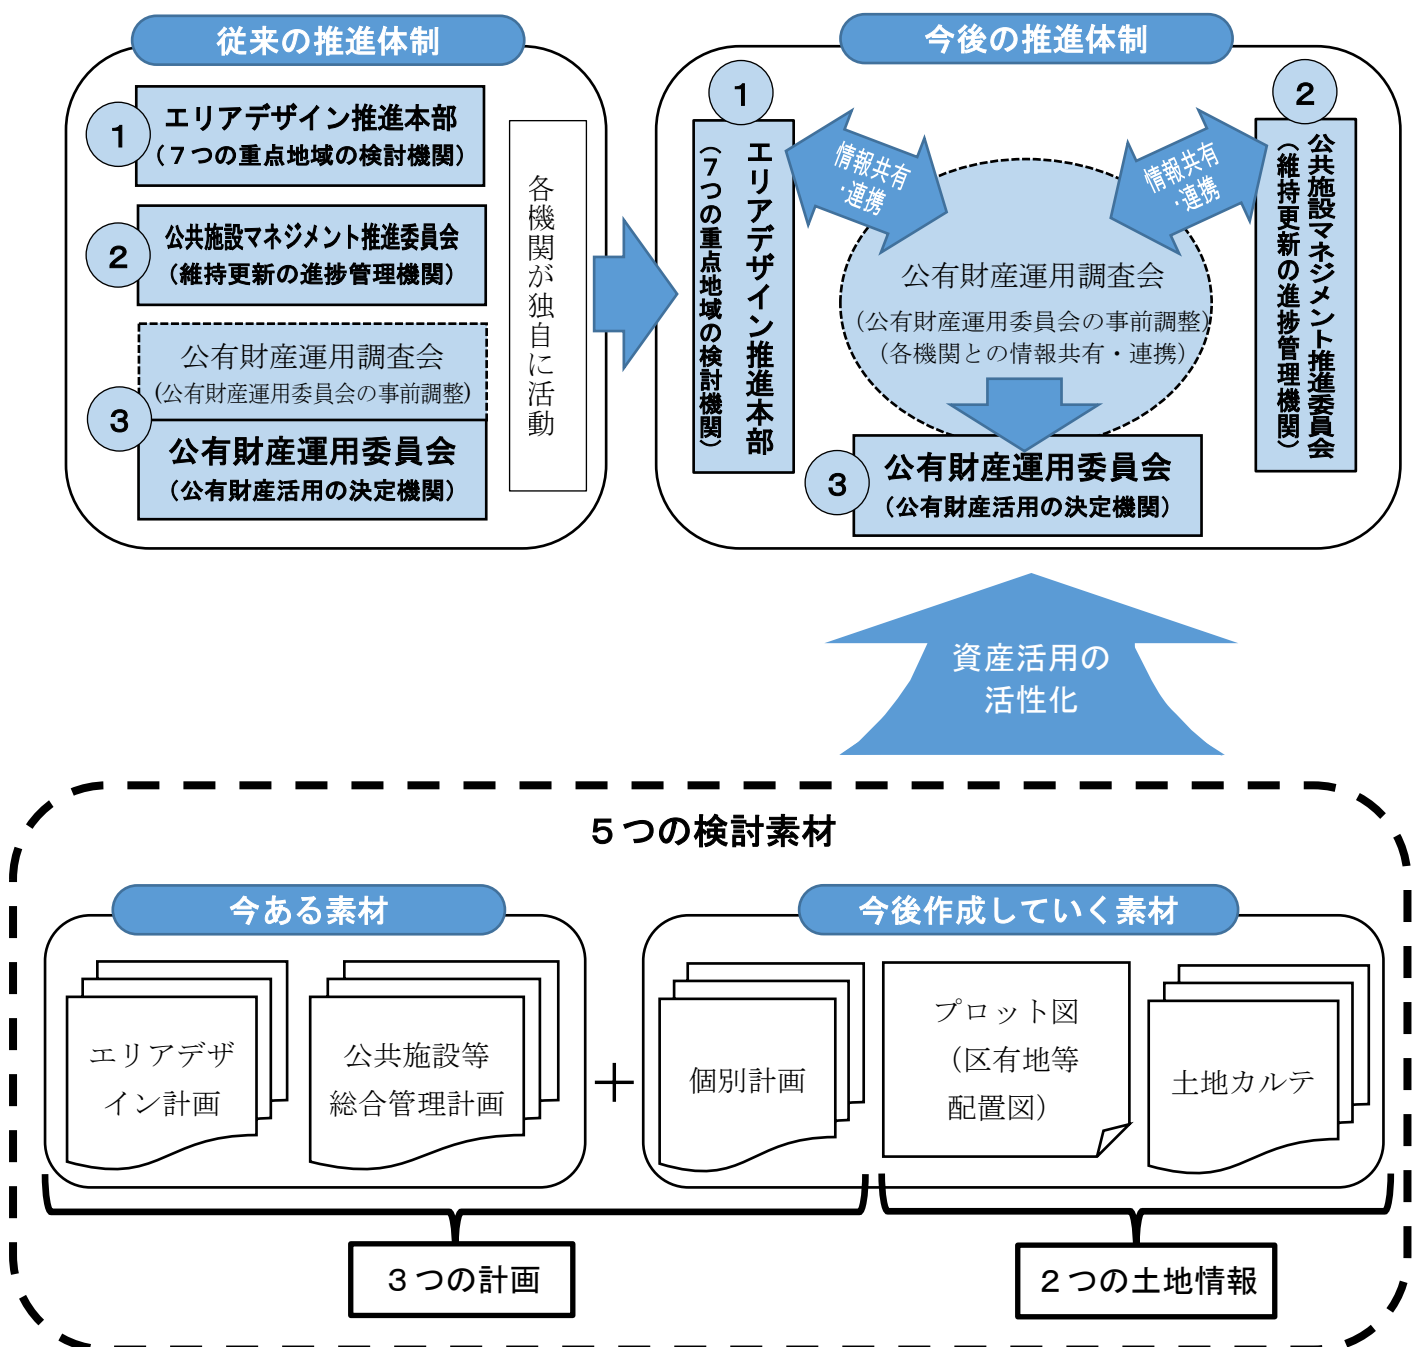 従来の推進体制
1
エリアデザイン推進本部
（７つの重点地域の検討機関）
2
公共施設マネジメント推進委員会
（維持更新の進捗管理機関）
公有財産運用調査会
(公有財産運用委員会の事前調整)
3
公有財産運用委員会
（公有財産活用の決定機関）
各機関が独自に活動
今後の推進体制
1
エリアデザイン推進本部
（７つの重点地域の検討機関）
情報共有
・連携
2
公共施設マネジメント推進委員会
（維持更新の進捗管理機関）
情報共有
・連携
公有財産運用調査会
(公有財産運用委員会の事前調整)
（各機関との情報共有・連携）
3
公有財産運用委員会
（公有財産活用の決定機関）
資産活用の
活性化
５つの検討素材
今ある素材
エリアデザ
イン計画
公共施設等
総合管理計画
＋
今後作成していく素材
個別計画
プロット図
（区有地等
配置図）
土地カルテ
３つの計画
２つの土地情報